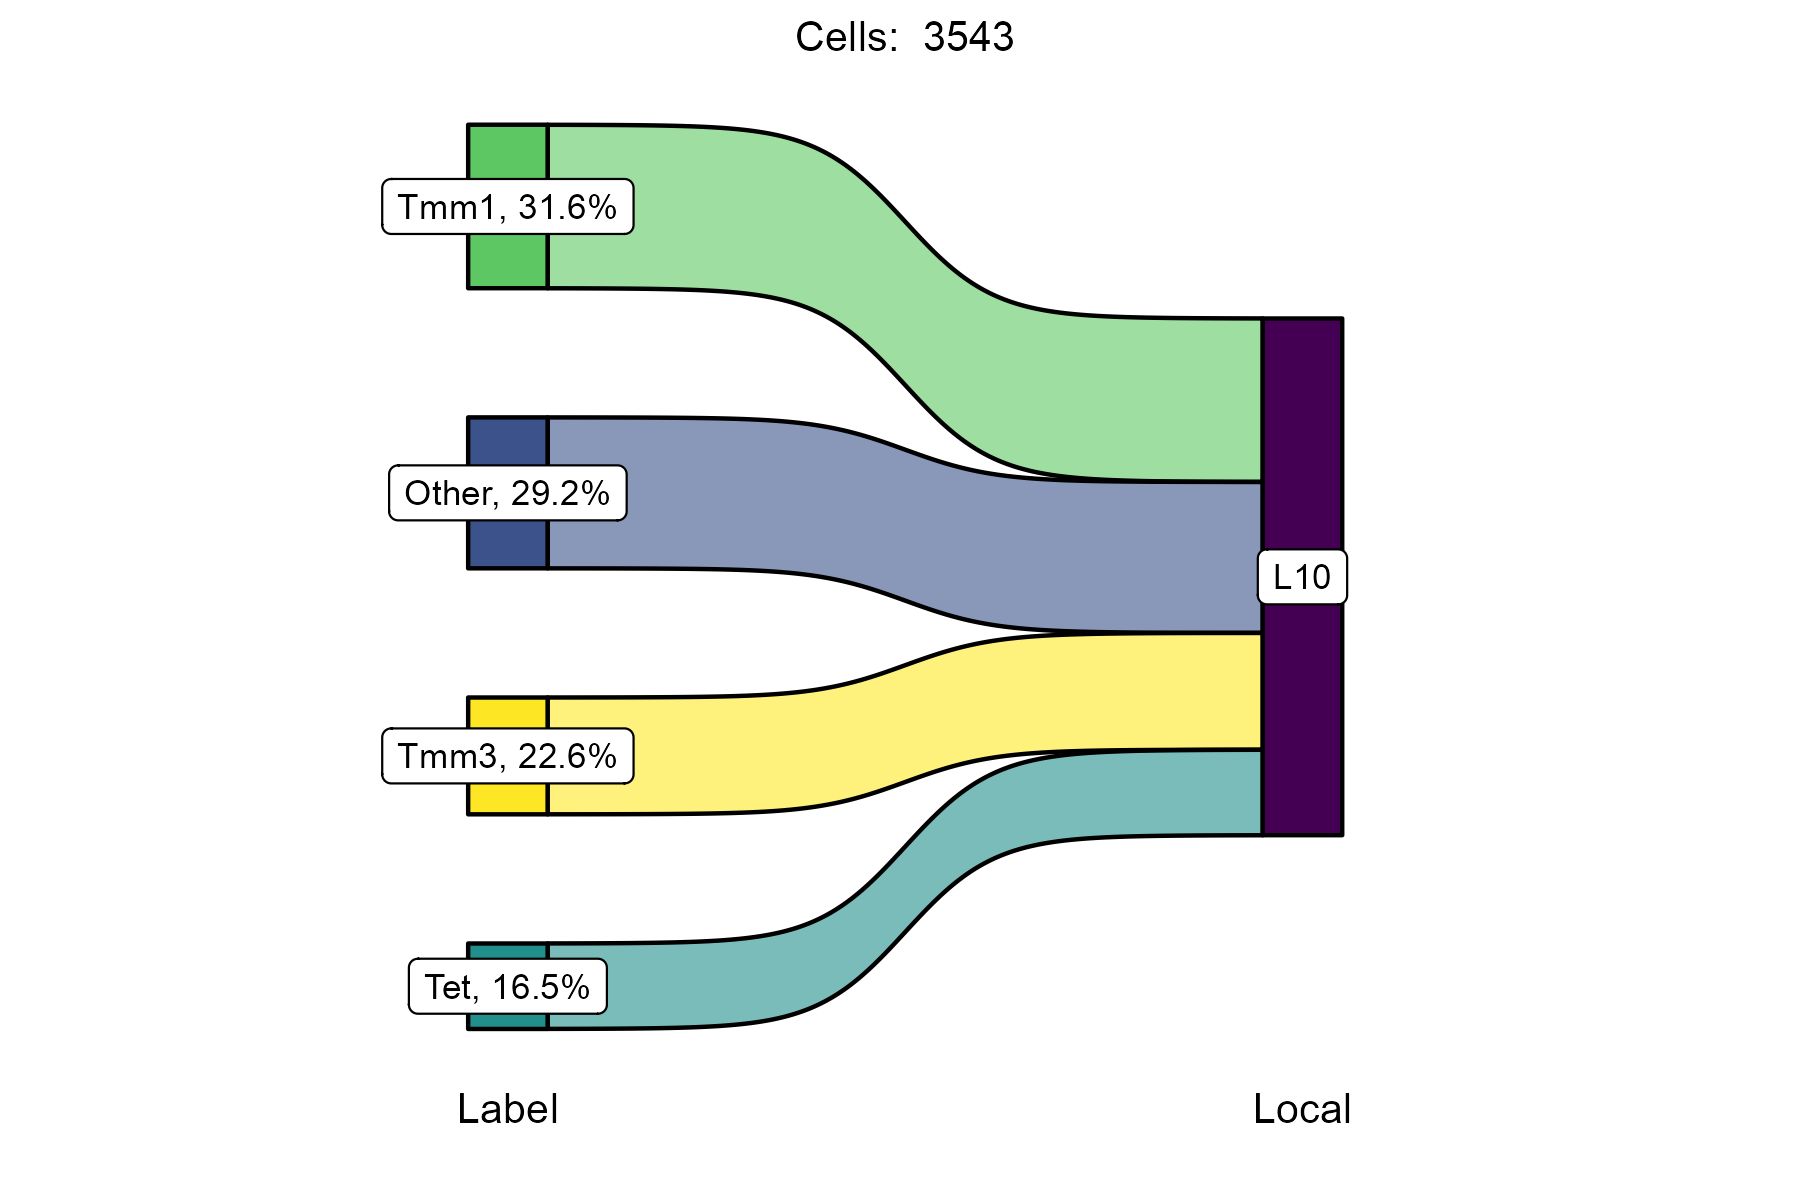 Cells:  3543
Tmm1, 31.6%
Other, 29.2%
L10
Tmm3, 22.6%
Tet, 16.5%
Label
Local